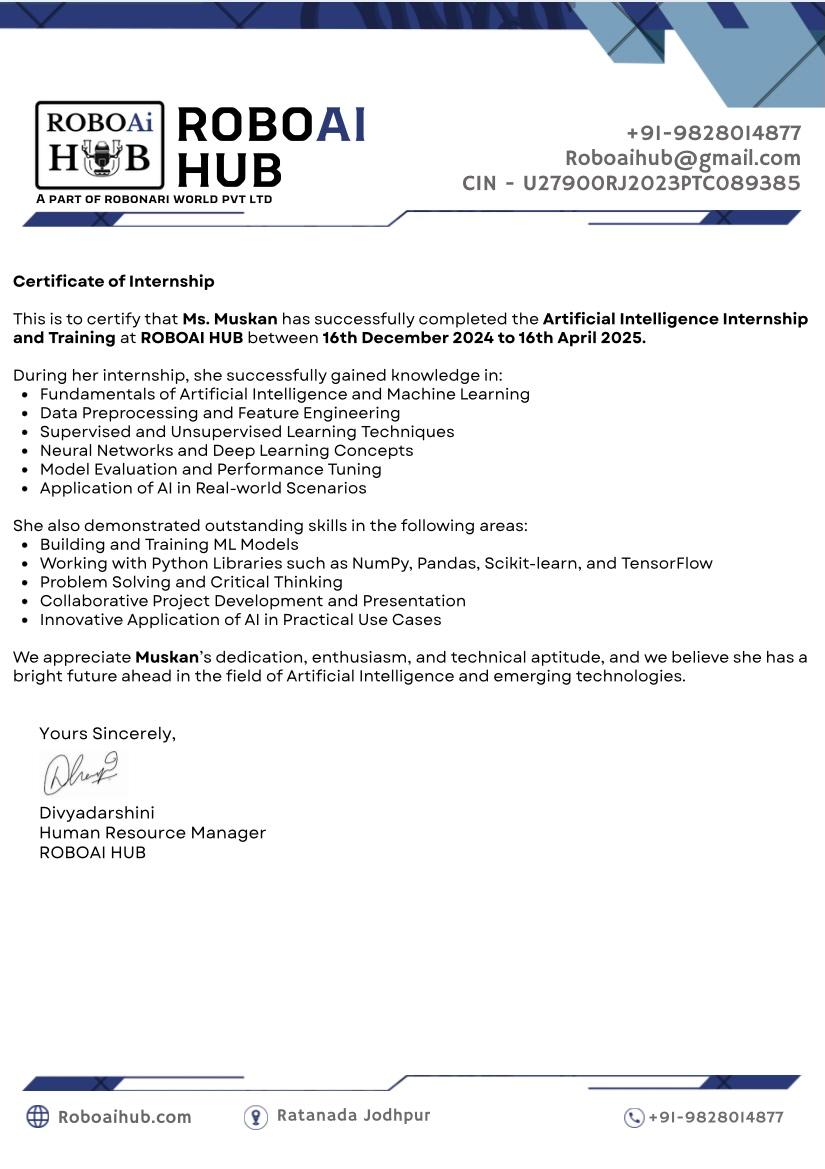 ROBOAi
HUB
ROBOAI
HUB
A PART OF ROBONARI WORLD PVT LTD
+91-9828014877
Roboaihub@gmail.com
CIN - U27900RJ2023PTC089385
Certificate of Internship
This is to certify that Ms. Muskan has successfully completed the Artificial Intelligence Internship
and Training at ROBOAI HUB between 16th December 2024 to 16th April 2025.
During her internship, she successfully gained knowledge in:
• Fundamentals of Artificial Intelligence and Machine Learning
• Data Preprocessing and Feature Engineering
• Supervised and Unsupervised Learning Techniques
• Neural Networks and Deep Learning Concepts
• Model Evaluation and Performance Tuning
• Application of AI in Real-world Scenarios
She also demonstrated outstanding skills in the following areas:
• Building and Training ML Models
• Working with Python Libraries such as NumPy, Pandas, Scikit-learn, and TensorFlow
• Problem Solving and Critical Thinking
• Collaborative Project Development and Presentation
• Innovative Application of AI in Practical Use Cases
We appreciate Muskan’s dedication, enthusiasm, and technical aptitude, and we believe she has a
bright future ahead in the field of Artificial Intelligence and emerging technologies.
Yours Sincerely,
Divyadarshini
Human Resource Manager
ROBOAI HUB
Roboaihub.com
Ratanada Jodhpur
+91-9828014877